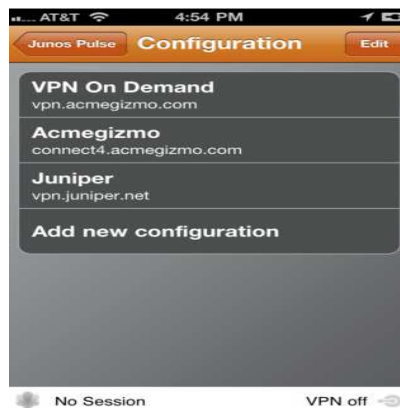 AT&T 4:54 PM
Junos Pulse Configuration Edit
VPN On Demand
vpn.acmegizmo.com
Acmegizmo
connect4.acmegizmo.com
Juniper
vpn.juniper.net
Add new configuration
No Session VPN off